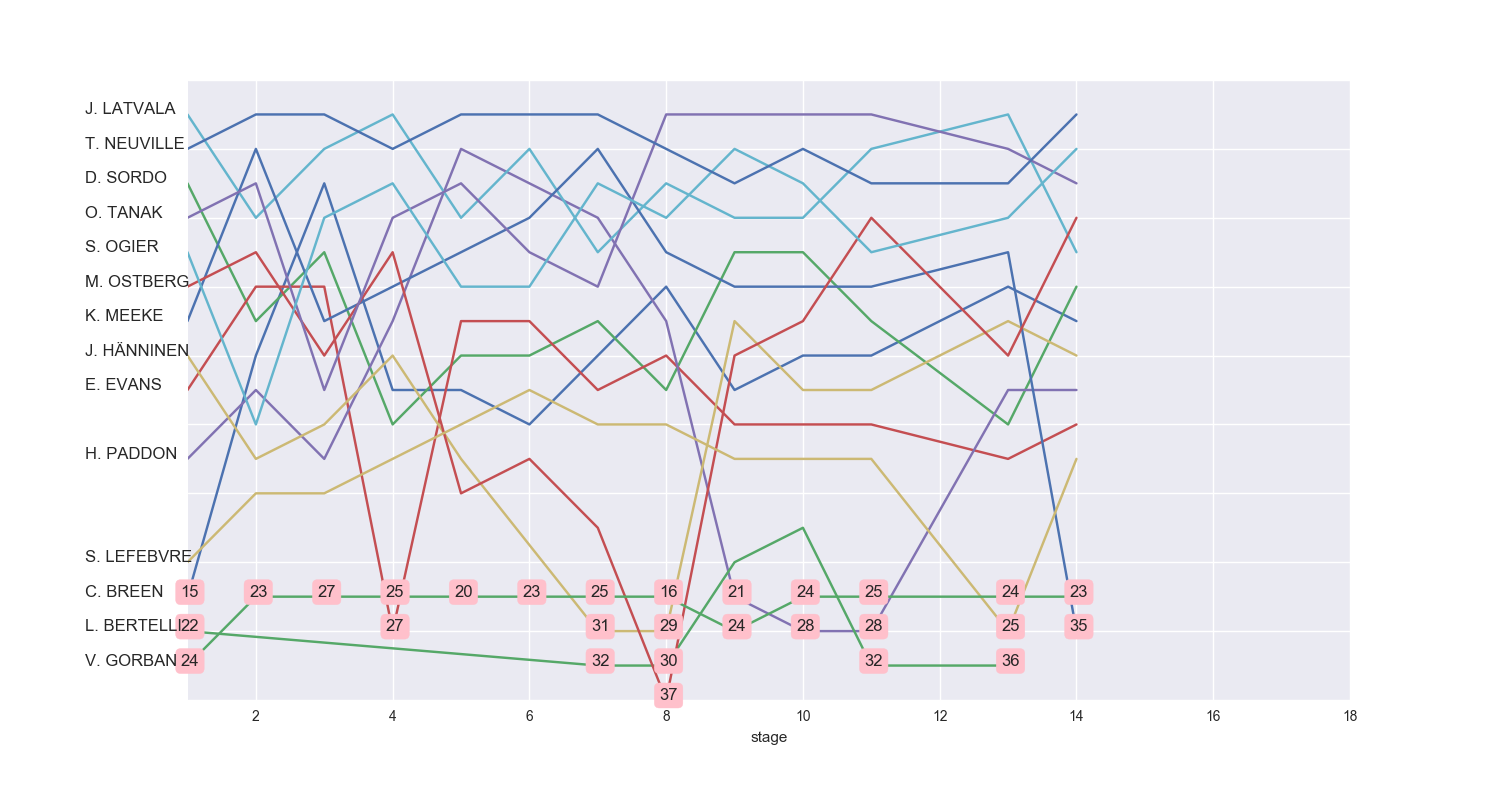 J. LATVALA
T. NEUVILLE
D. SORDO
O. TANAK
S. OGIER
M. OSTBERG
K. MEEKE
J. HÄNNINEN
E. EVANS
H. PADDON
S. LEFEBVRE
C. BREEN 15 23 27 25 20 23 25 16 21 24 25 24 23
L. BERTELLI 22 27 31 29 24 28 28 25 35
V. GORBAN 24 32 30 32 36
37
2 4 6 8 10 12 14 16 18
stage